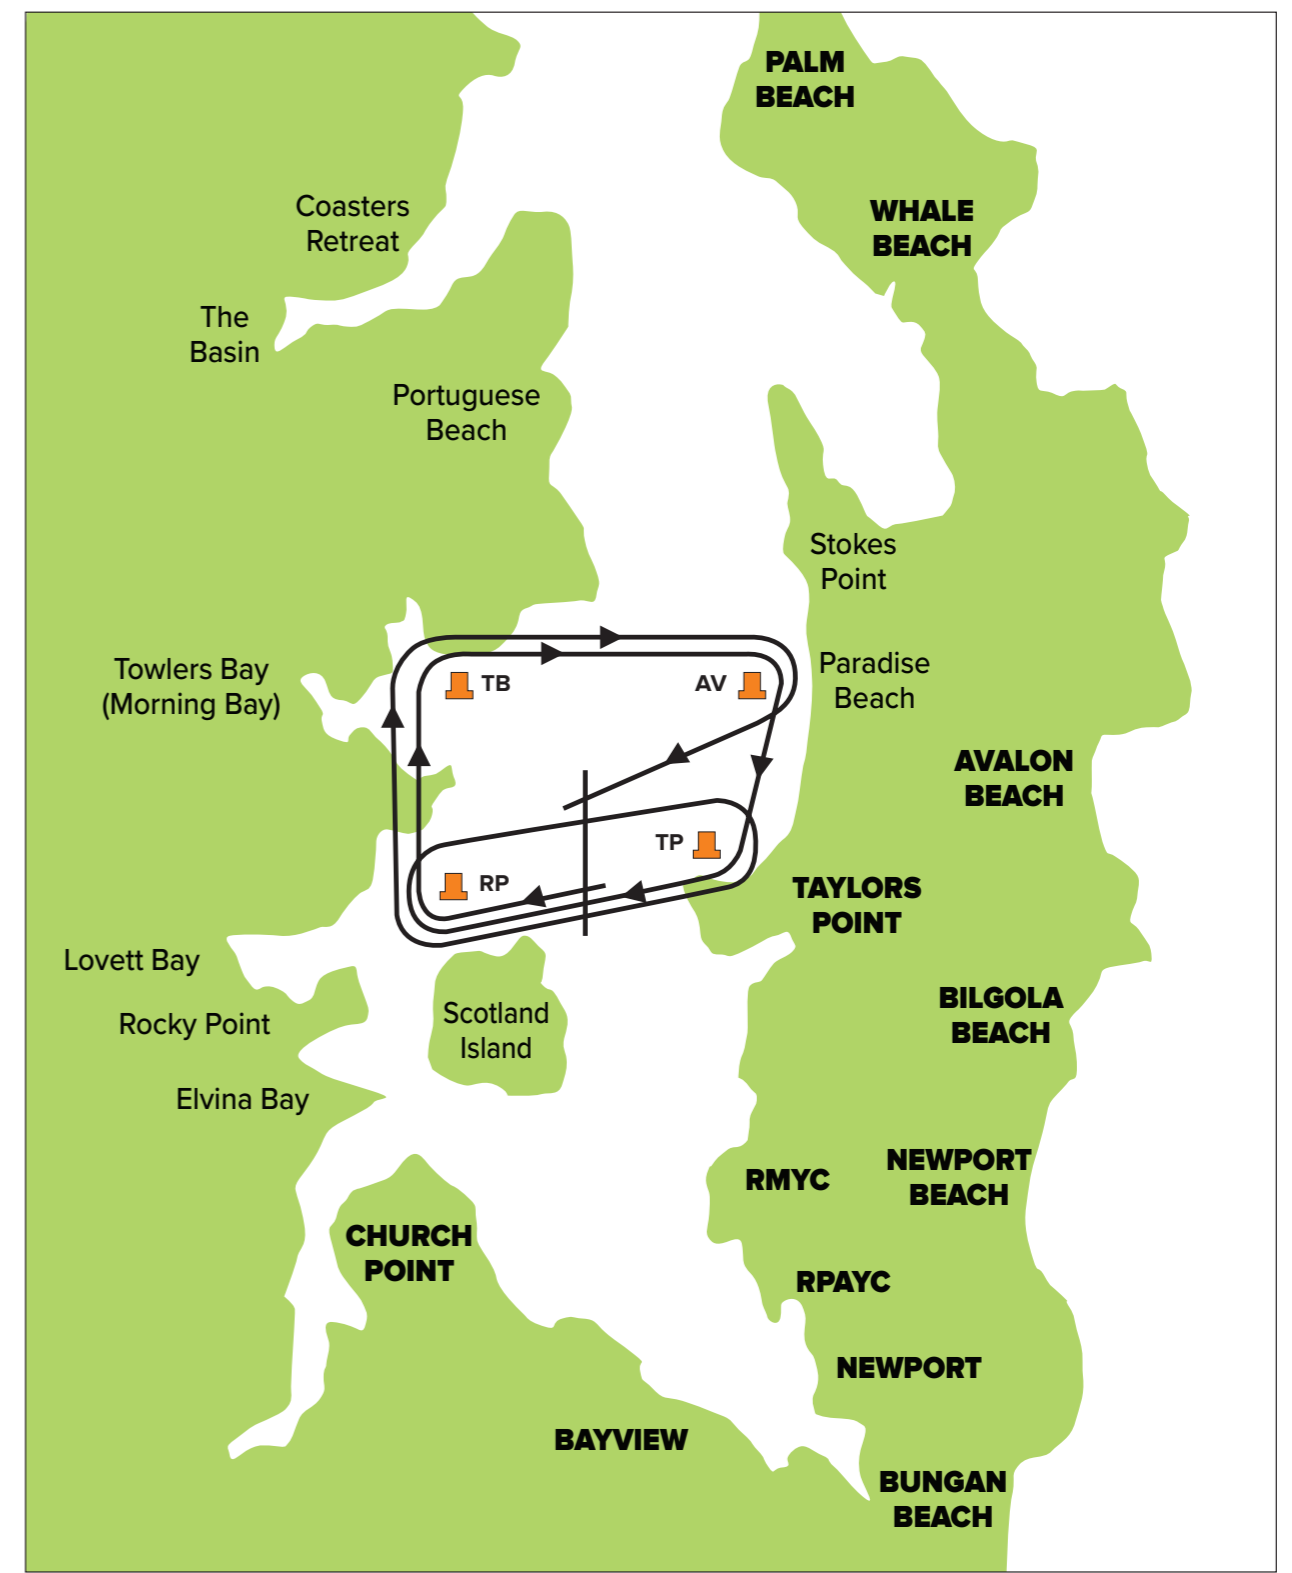 PALM
BEACH
Coasters
Retreat
WHALE
BEACH
The
Basin
Portuguese
Beach
Stokes
Point
Towlers Bay
(Morning Bay)
TB
AV
Paradise
Beach
AVALON
BEACH
TP
RP
TAYLORS
POINT
Lovett Bay
Rocky Point
Scotland
Island
BILGOLA
BEACH
Elvina Bay
RMYC
NEWPORT
BEACH
CHURCH
POINT
RPAYC
NEWPORT
BAYVIEW
BUNGAN
BEACH